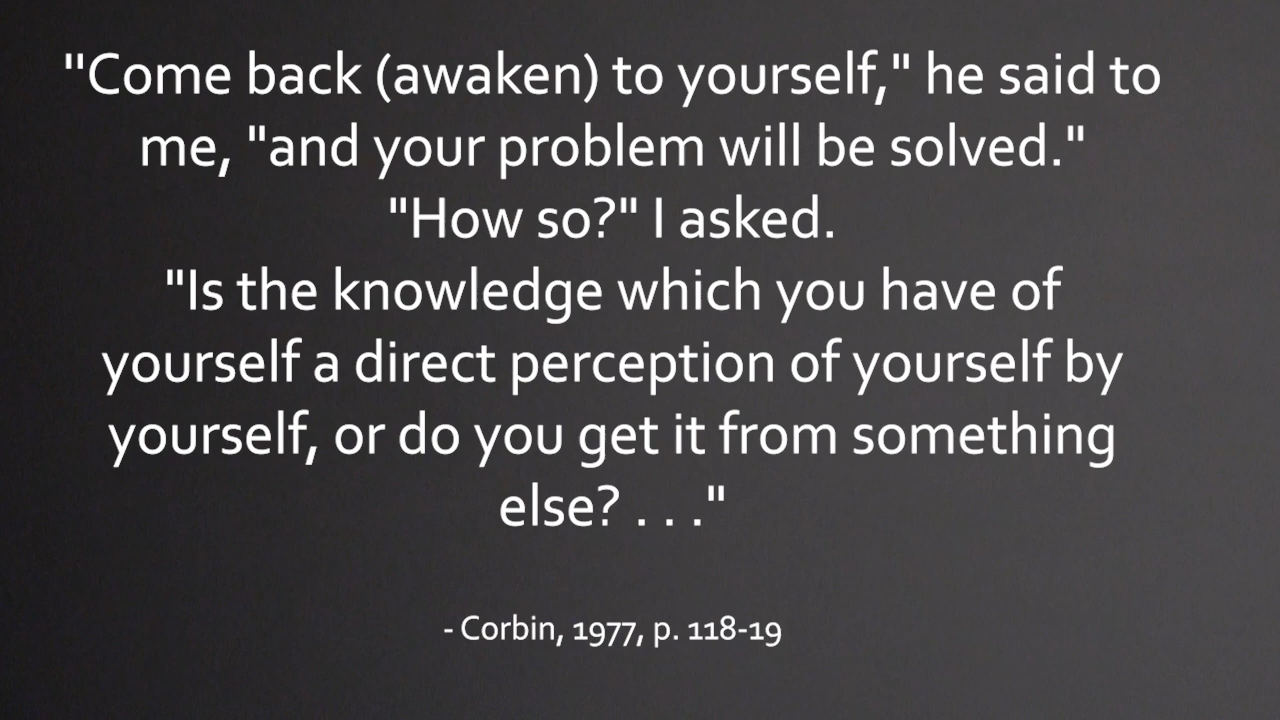 "Come back (awaken) to yourself," he said to
me, "and your problem will be solved."
"How so?" I asked.
"Is the knowledge which you have of
yourself a direct perception of yourself by
yourself, or do you get it from something
else? . . ."
- Corbin, 1977, p. 118-19